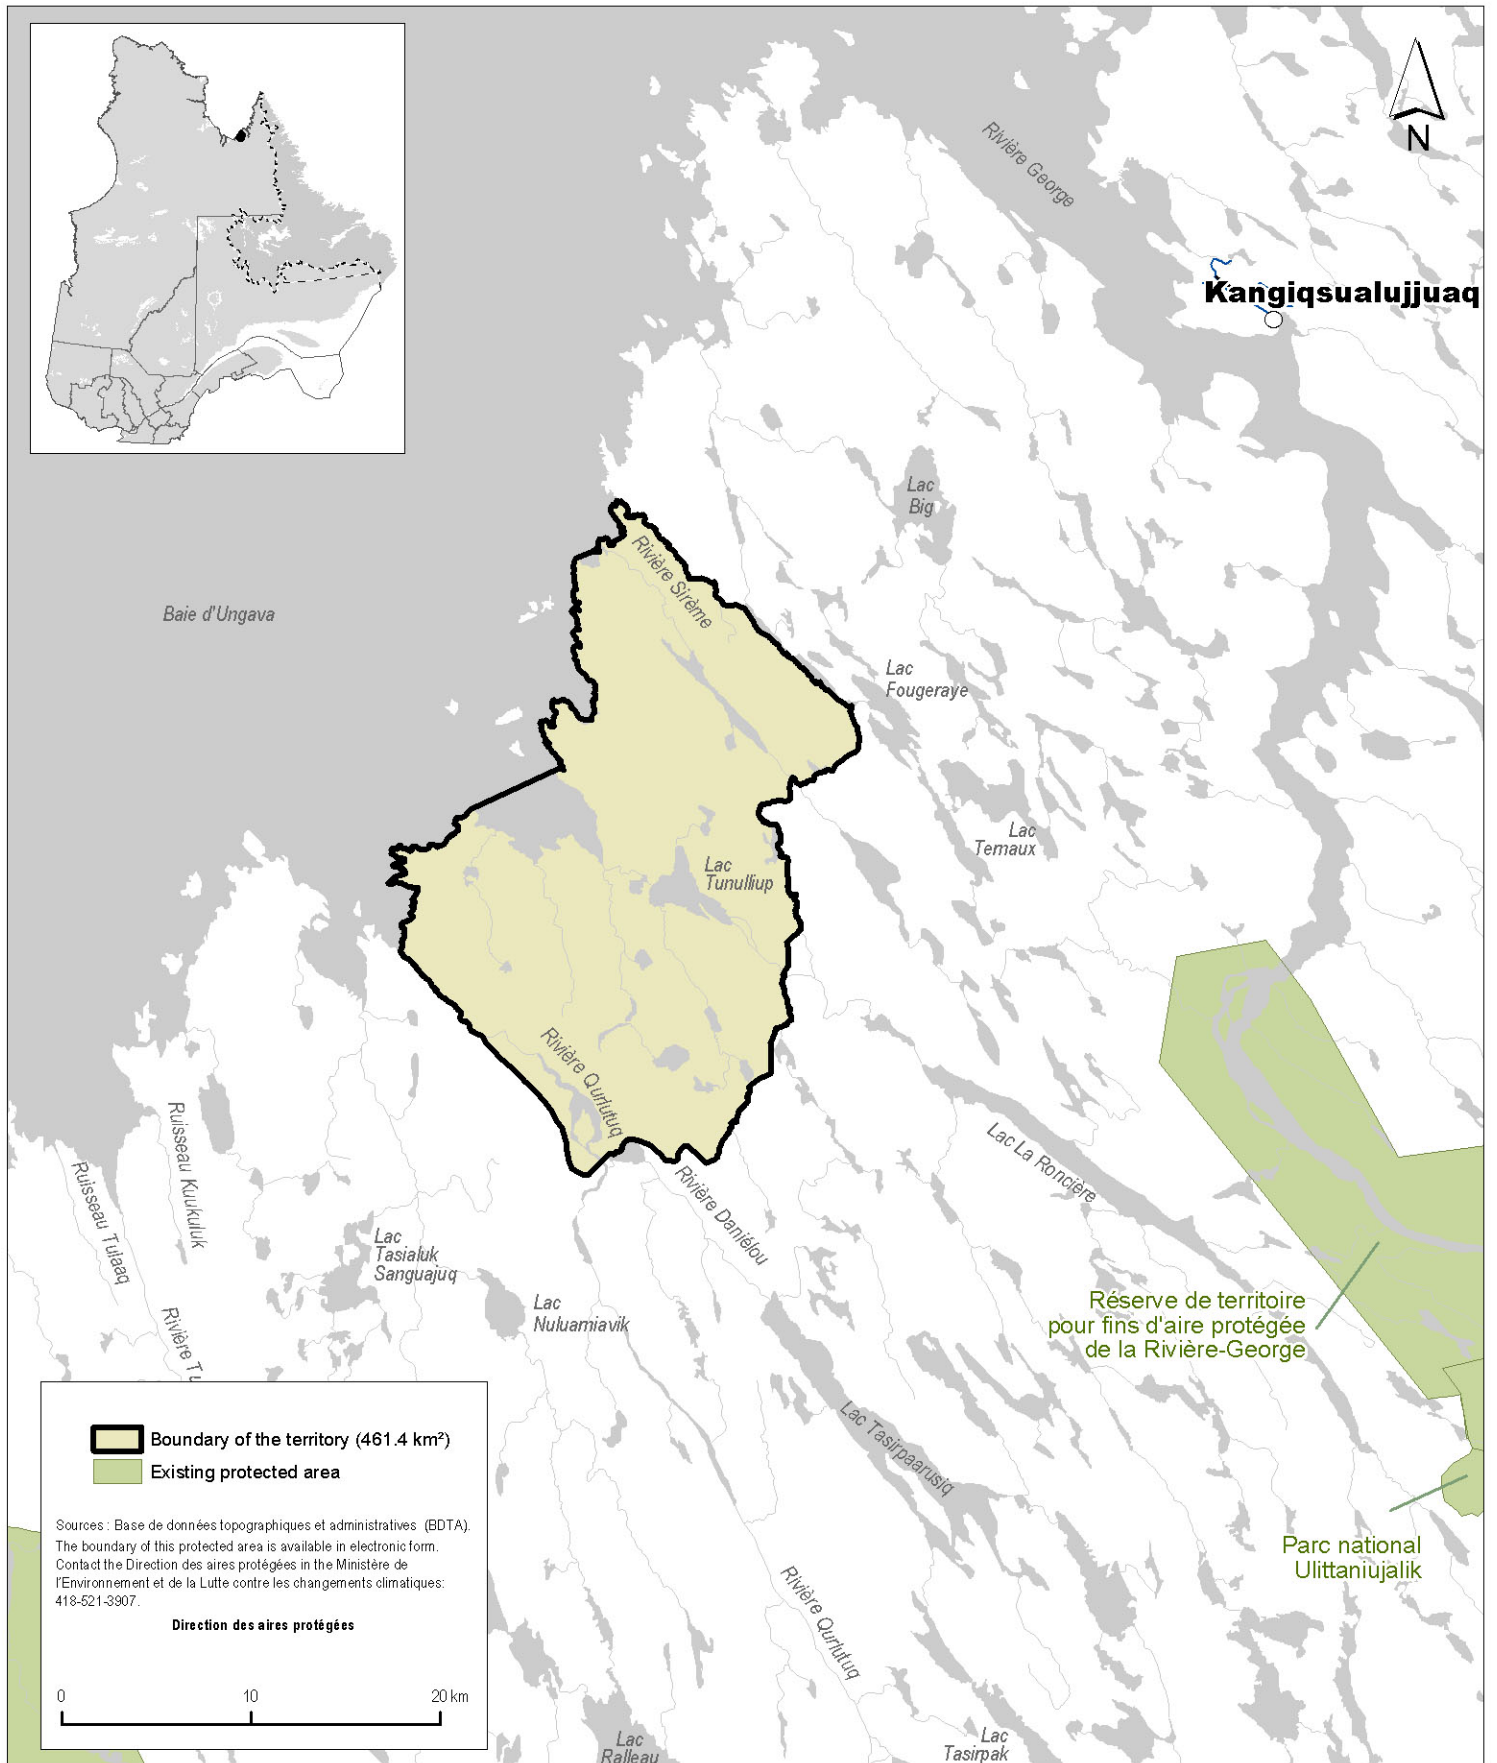 N
Rivière George
Kangiqsualujjuaq
Lac
Big
Rivière Sirème
Baie d'Ungava
Lac
Fougeraye
Lac
Ternaux
Lac
Tunulliup
Rivière Qurlutuq
Ruisseau Kuukuluk
Lac La Roncière
Ruisseau Tulaaq
Rivière Daniélou
Lac
Tasialuk
Sanguajuq
Lac
Nuluarniavik
Réserve de territoire
pour fins d'aire protégée
de la Rivière-George
Rivière Tu
Lac Tasirpaarusiq
Parc national
Ulittaniujalik
Rivière Qurlutuq
Lac
Ralleau
Lac
Tasirpak
Boundary of the territory (461.4 km²)
Existing protected area
Sources : Base de données topographiques et administratives (BDTA).
The boundary of this protected area is available in electronic form.
Contact the Direction des aires protégées in the Ministère de
l'Environnement et de la Lutte contre les changements climatiques:
418-521-3907.
Direction des aires protégées
0 10 20 km